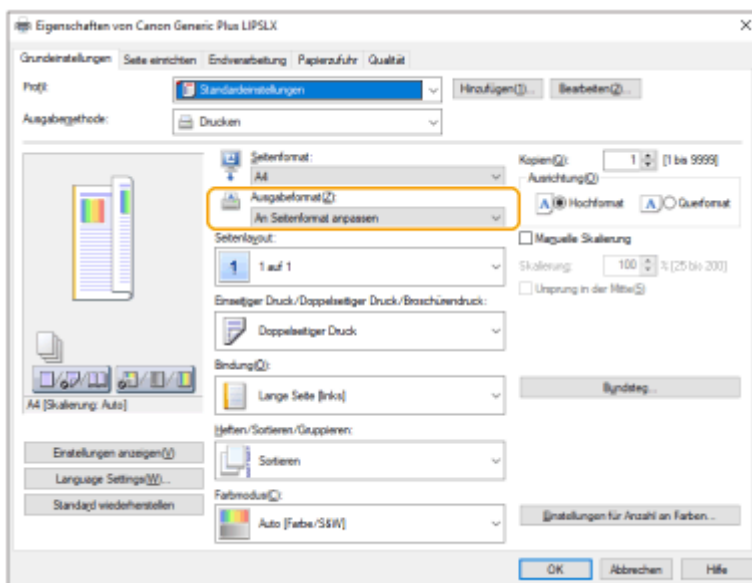 Eigenschaften von Canon Generic Plus LIPSLX
Grundeinstellungen Seite einrichten Endverarbeitung Papierzufuhr Qualität
Profil: Standardeinstellungen Hinzufügen(1)... Bearbeiten(2)...
Ausgabemethode: Drucken
Seitenformat:
A4
Kopien(Q): 1 [1 bis 9999]
Ausrichtung(O)
Ausgabeformat(Z):
A Hochformat A Querformat
An Seitenformat anpassen
Seitenlayout:
Manuelle Skalierung
1 1 auf 1
Skalierung: 100 % [25 bis 200]
Ursprung in der Mitte(S)
Einseitiger Druck/Doppelseitiger Druck/Broschürendruck:
Doppelseitiger Druck
Bindung(Q):
Lange Seite [links]
Bundsteg...
A4 [Skalierung: Auto]
Heften/Sortieren/Gruppieren:
Einstellungen anzeigen(V)
Sortieren
Language Settings(W)...
Standard wiederherstellen
Farbmodus(C):
Auto [Farbe/S&W]
Einstellungen für Anzahl an Farben...
OK Abbrechen Hilfe